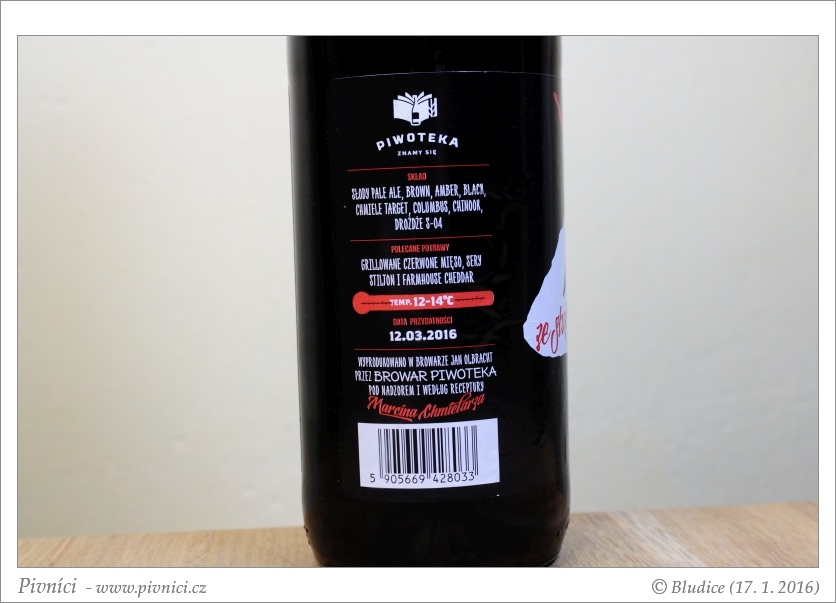 PIWOTEKA
ZNAMY SIĘ
SKŁAD
SŁODY PALE ALE, BROWN, AMBER, BLACK,
CHMIELE TARGET, COLUMBUS, CHINOOK,
DROŻDŻE S-04
POLECANE POTRAWY
GRILLOWANE CZERWONE MIĘSO, SERY
STILTON I FARMHOUSE CHEDDAR
TEMP. 12-14°C
DATA PRZYDATNOŚCI
12.03.2016
WYPRODUKOWANO W BROWARZE JAN OLBRACHT
PRZEZ BROWAR PIWOTEKA
POD NADZOREM I WEDŁUG RECEPTURY
Marcina Chmielarza
5 905669 428033
ze
Pivníci - www.pivnici.cz
© Bludice (17. 1. 2016)